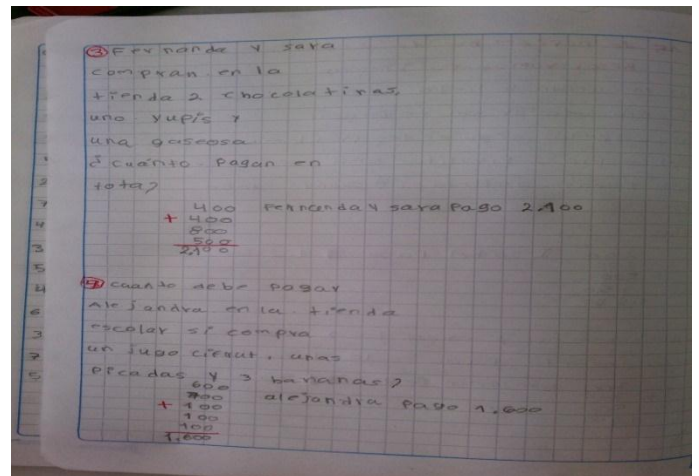 ③ Fernanda y sara
compran en la
tienda 2 chocolatinas,
uno yupis y
una gaseosa
¿cuánto pagan en
total?
400 Fernanda y sara pago 2.100
+ 400
800
500
2.100
cuanto debe pagar
Alejandra en la tienda
escolar si compra
un jugo cifrut, unas
picadas y 3 bananas?
600
700 alejandra pago 1.600
+ 100
100
100
1.600